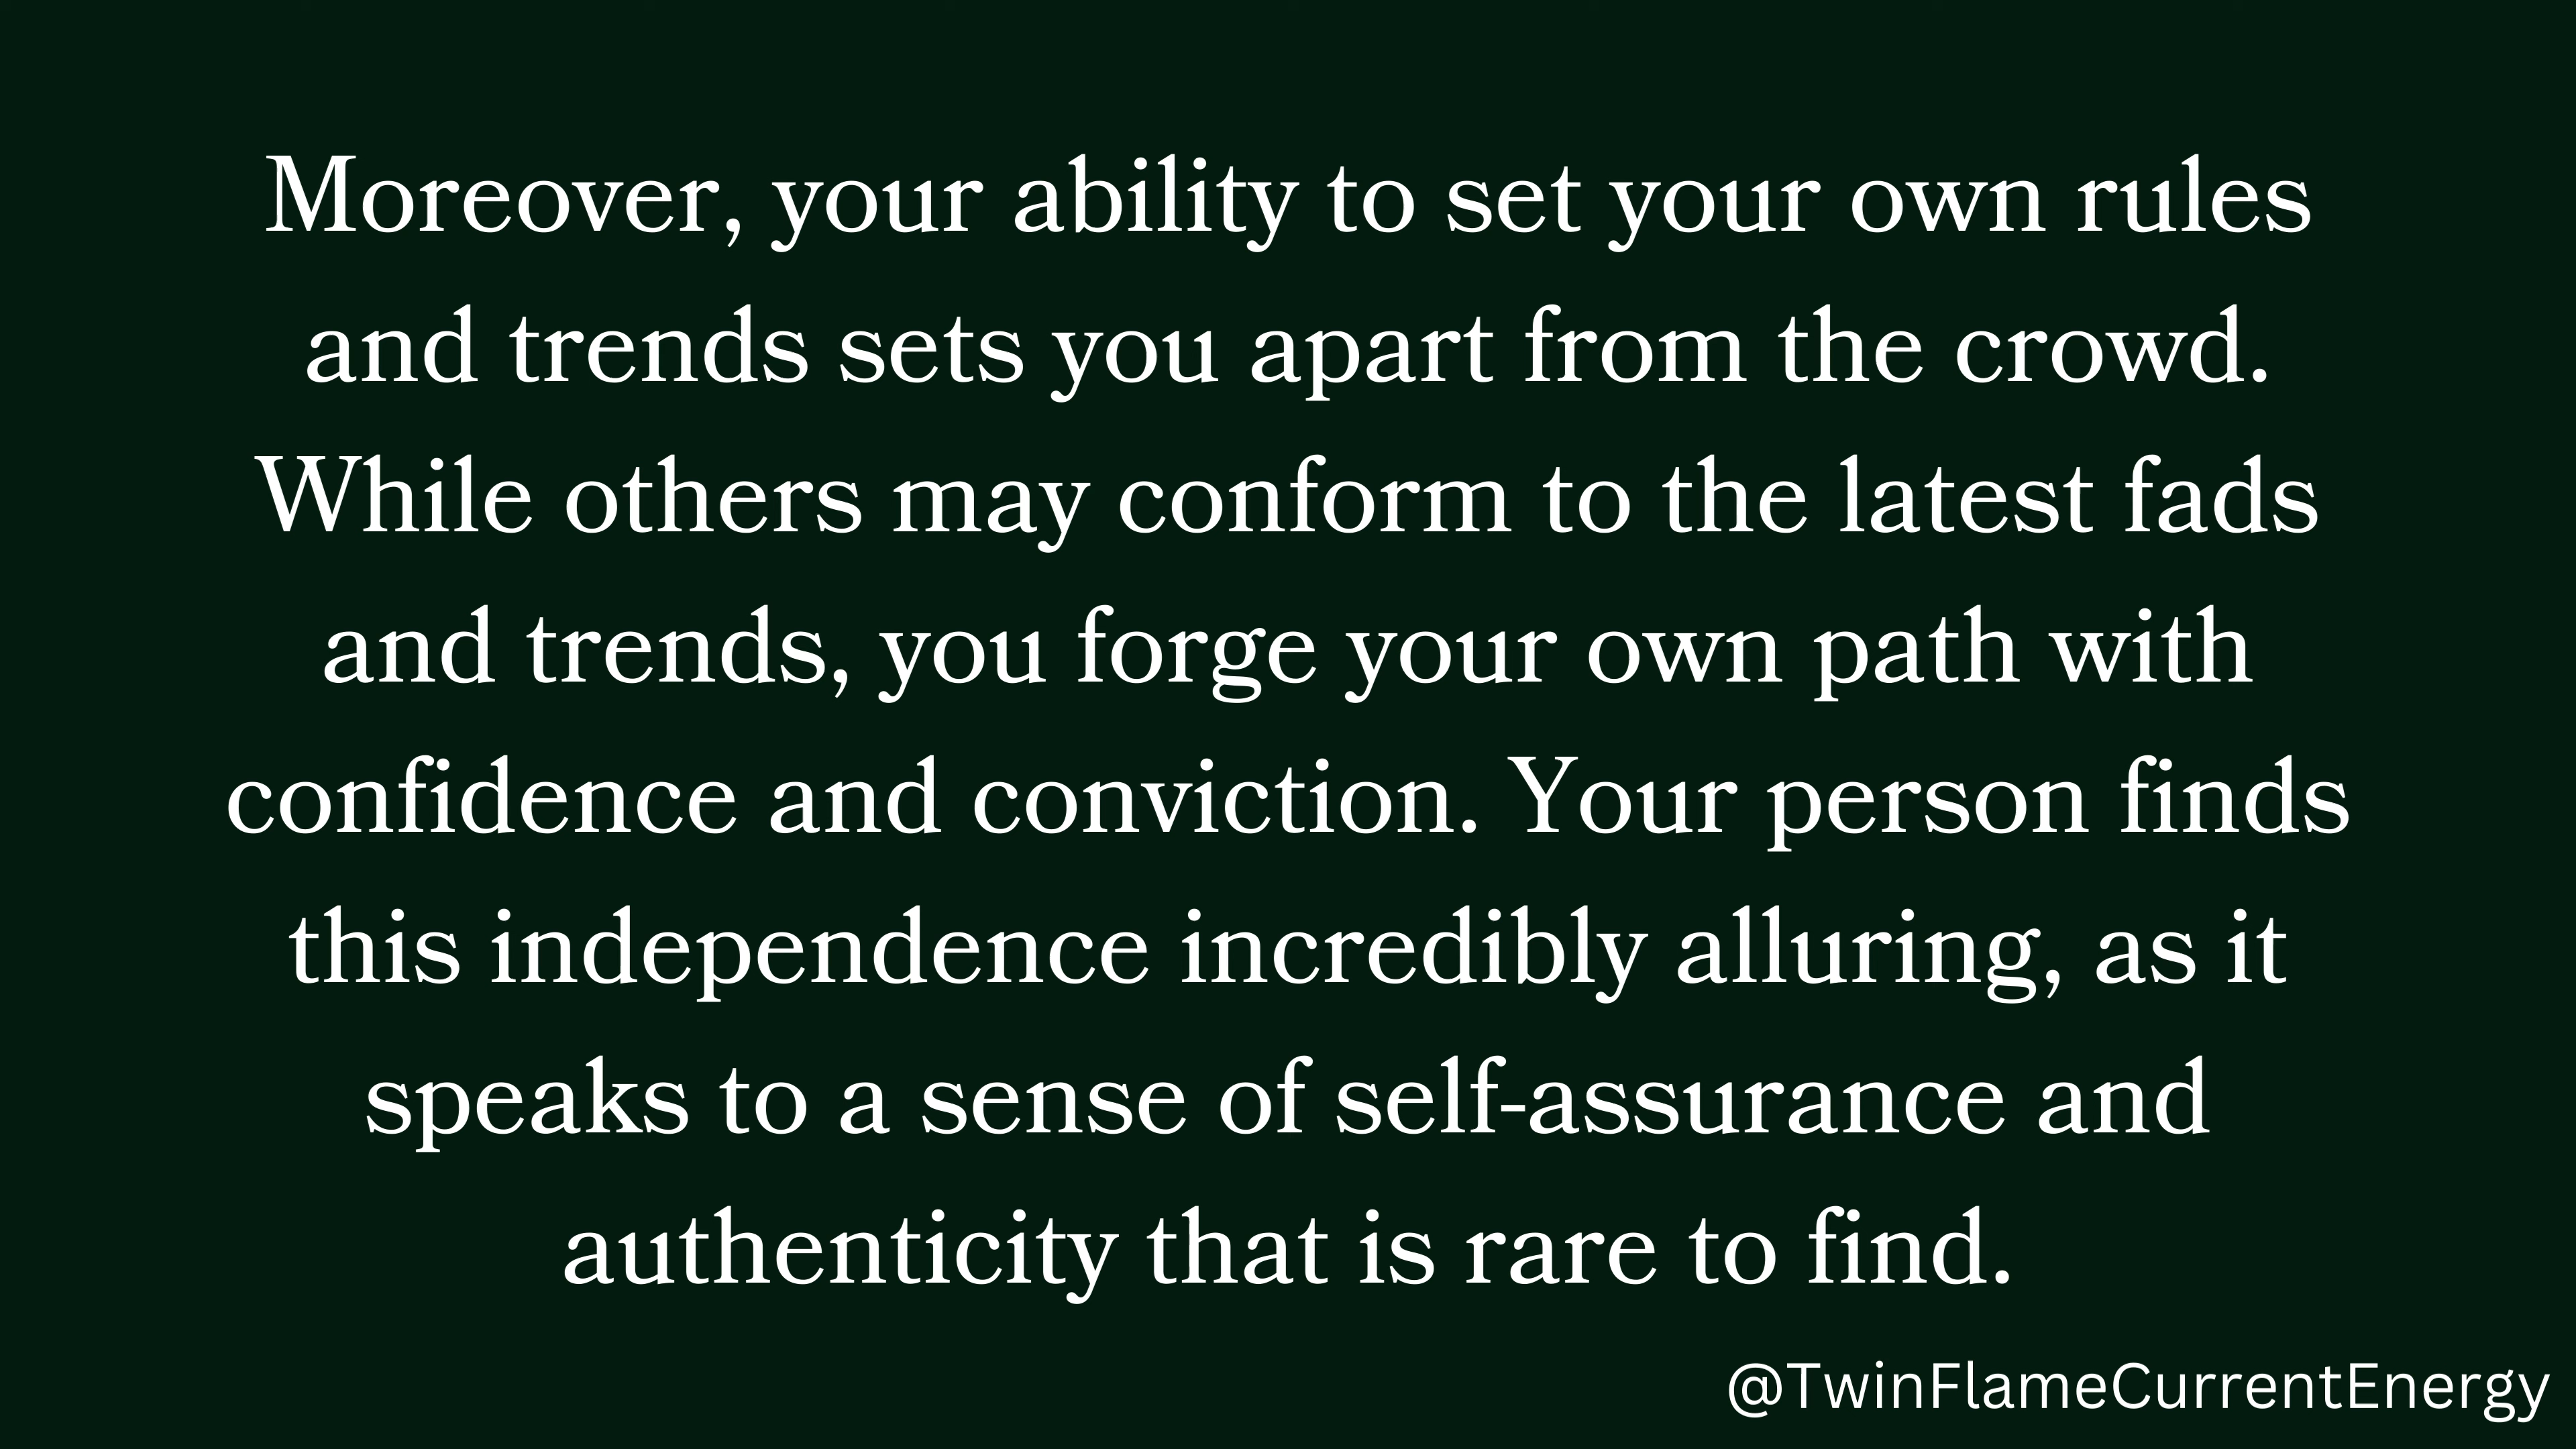 Moreover, your ability to set your own rules
and trends sets you apart from the crowd.
While others may conform to the latest fads
and trends, you forge your own path with
confidence and conviction. Your person finds
this independence incredibly alluring, as it
speaks to a sense of self-assurance and
authenticity that is rare to find.
@TwinFlameCurrentEnergy